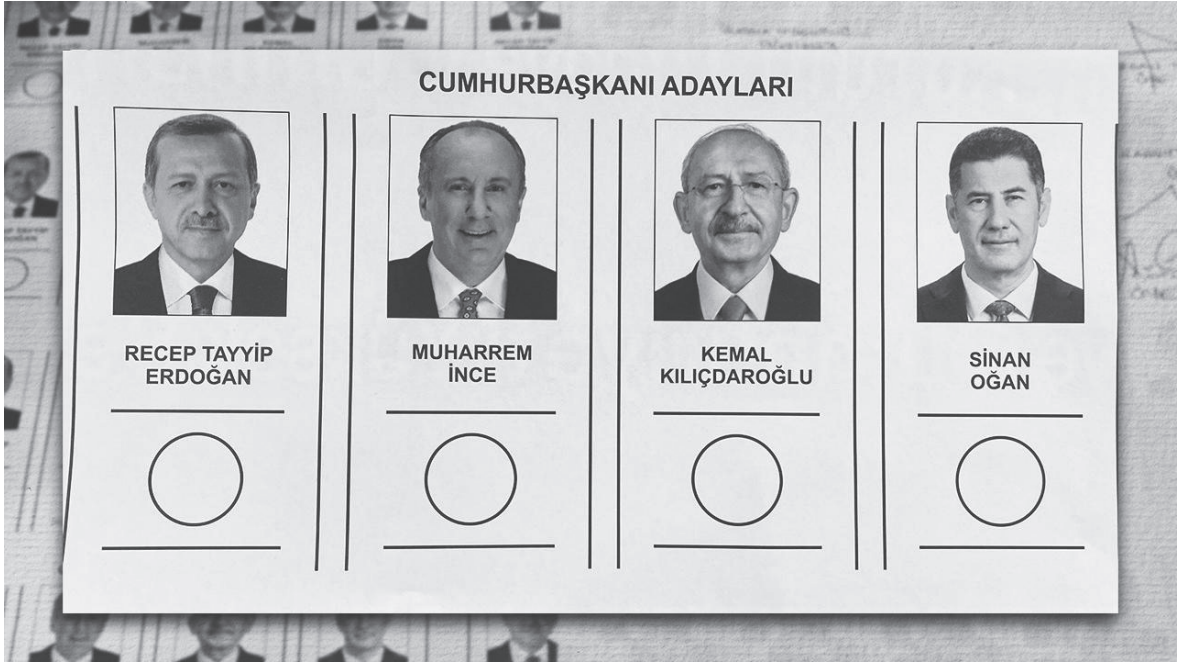 CUMHURBAŞKANI ADAYLARI
RECEP TAYYİP
ERDOĞAN
MUHARREM
İNCE
KEMAL
KILIÇDAROĞLU
SİNAN
OĞAN